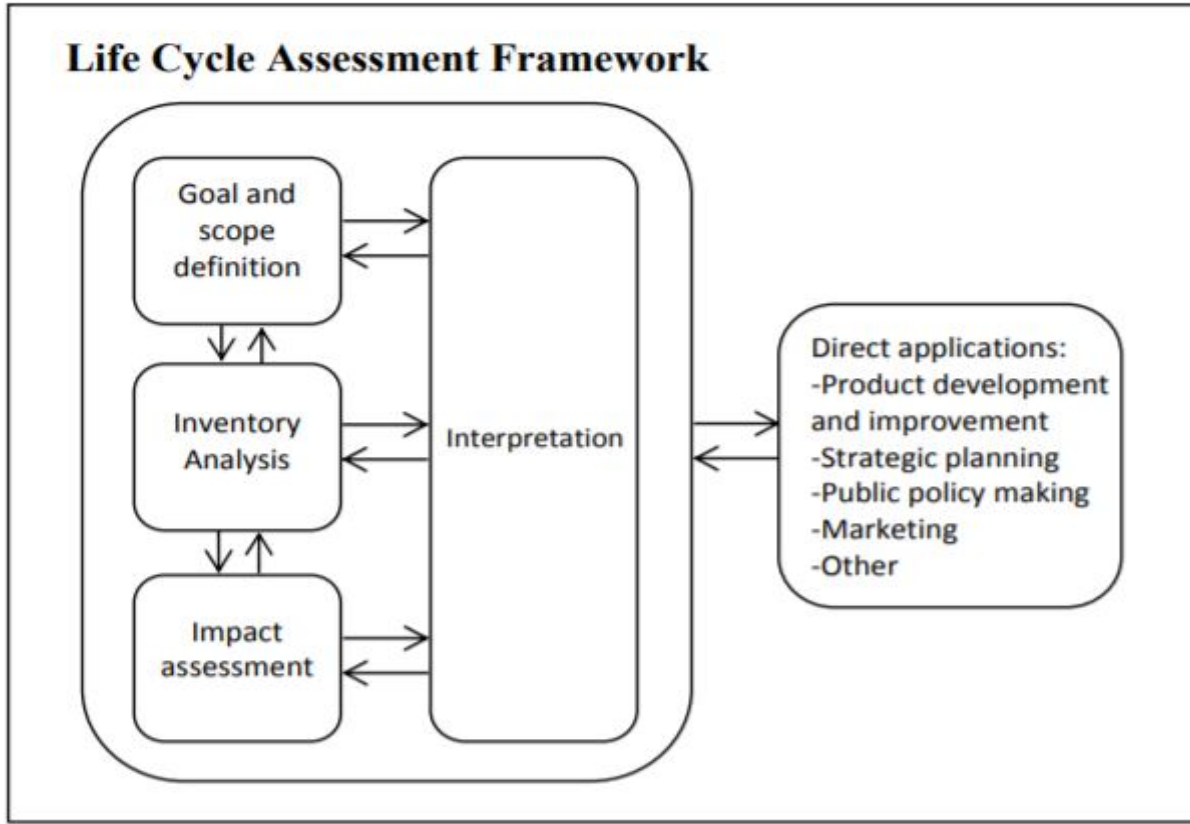 Life Cycle Assessment Framework
Goal and
scope
definition
Inventory
Analysis
Impact
assessment
Interpretation
Direct applications:
-Product development
and improvement
-Strategic planning
-Public policy making
-Marketing
-Other